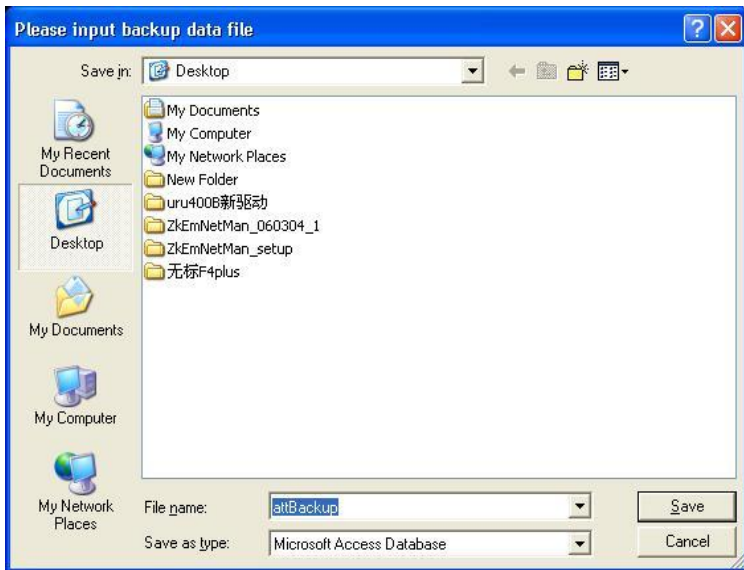 Please input backup data file
Save in:
Desktop
My Recent
Documents
Desktop
My Documents
My Computer
My Network
Places
My Documents
My Computer
My Network Places
New Folder
uru400B新驱动
ZkEmNetMan_060304_1
ZkEmNetMan_setup
无标F4plus
File name:
attBackup
Save
Save as type:
Microsoft Access Database
Cancel